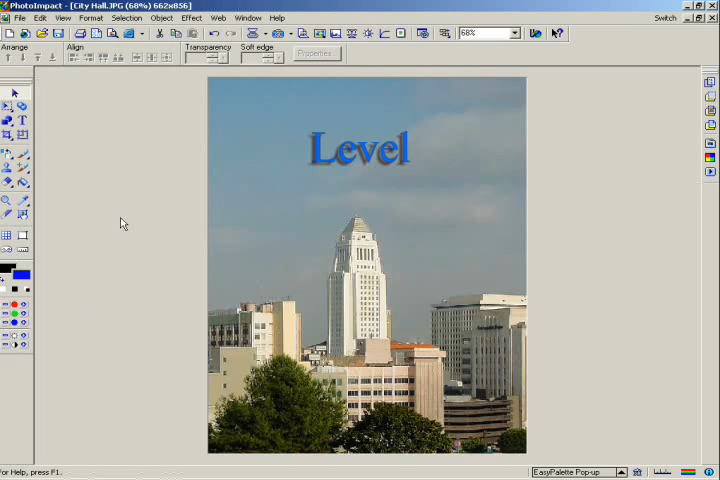 PhotoImpact - [City Hall.JPG (68%) 662x856]
File Edit View Format Selection Object Effect Web Window Help Switch
68%
Arrange Align Transparency Soft edge Properties...
Level
For Help, press F1.
EasyPalette Pop-up